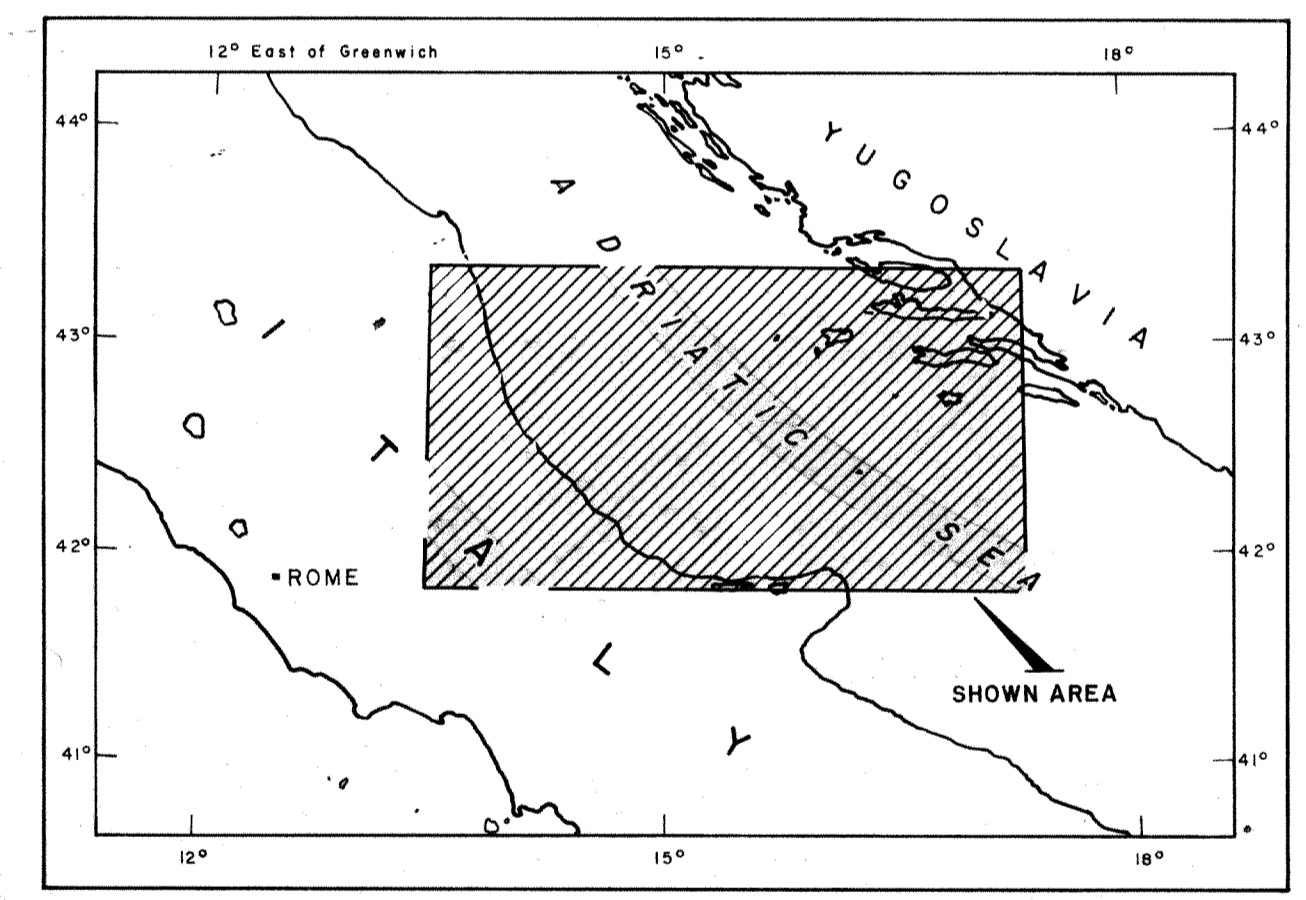 12° East of Greenwich 15° 18°
44° 44°
YUGOSLAVIA
ADRIATIC SEA
43° 43°
ITALY
42° 42°
ROME
SHOWN AREA
41° 41°
12° 15° 18°